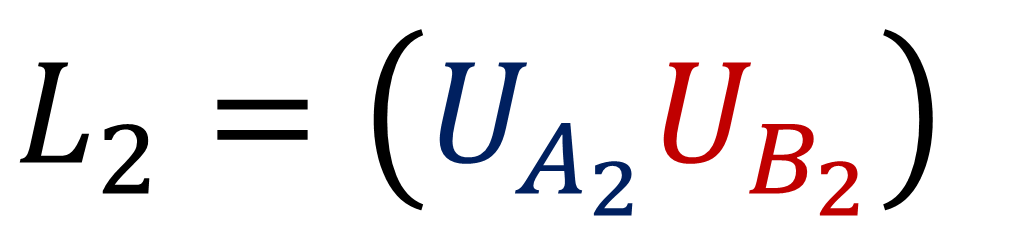 L₂ = (U_{A₂} U_{B₂})